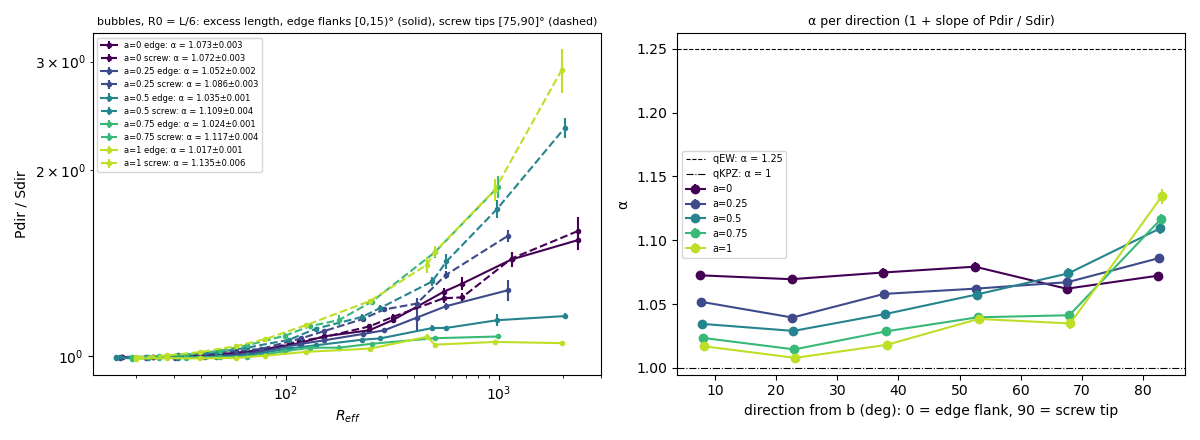 bubbles, R0 = L/6: excess length, edge flanks [0,15)° (solid), screw tips [75,90]° (dashed)
3 × 10⁰
2 × 10⁰
10⁰
Pdir / Sdir
a=0 edge: α = 1.073±0.003
a=0 screw: α = 1.072±0.003
a=0.25 edge: α = 1.052±0.002
a=0.25 screw: α = 1.086±0.003
a=0.5 edge: α = 1.035±0.001
a=0.5 screw: α = 1.109±0.004
a=0.75 edge: α = 1.024±0.001
a=0.75 screw: α = 1.117±0.004
a=1 edge: α = 1.017±0.001
a=1 screw: α = 1.135±0.006
10² 10³
R_eff
α per direction (1 + slope of Pdir / Sdir)
1.25
1.20
1.15
1.10
1.05
1.00
α
qEW: α = 1.25
qKPZ: α = 1
a=0
a=0.25
a=0.5
a=0.75
a=1
10 20 30 40 50 60 70 80
direction from b (deg): 0 = edge flank, 90 = screw tip